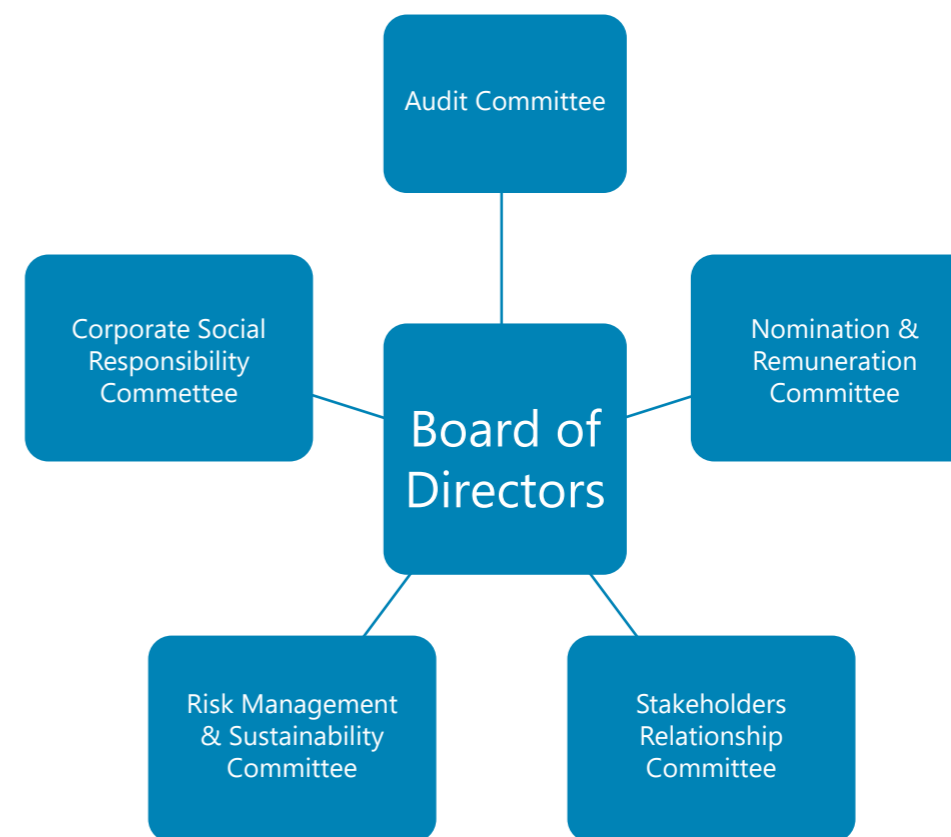 Audit Committee
Corporate Social
Responsibility
Commettee
Nomination &
Remuneration
Committee
Board of
Directors
Risk Management
& Sustainability
Committee
Stakeholders
Relationship
Committee